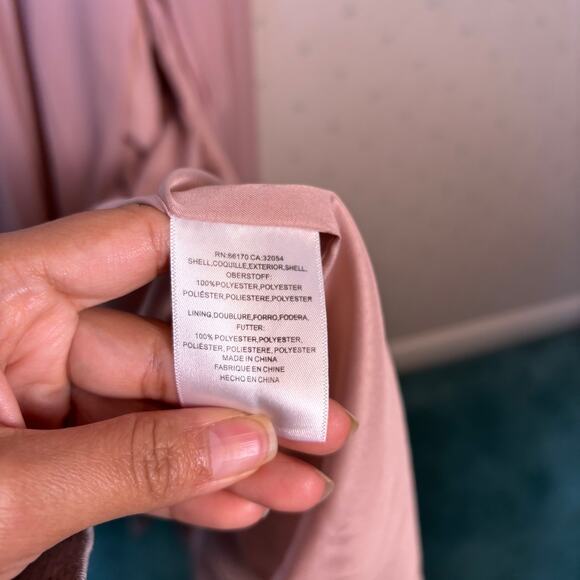 RN:66170 CA:32054
SHELL,COQUILLE,EXTERIOR,SHELL,
OBERSTOFF:
100%POLYESTER,POLYESTER
POLIÉSTER,POLIESTERE,POLYESTER
LINING,DOUBLURE,FORRO,FODERA,
FUTTER:
100% POLYESTER,POLYESTER,
POLIÉSTER, POLIESTERE, POLYESTER
MADE IN CHINA
FABRIQUE EN CHINE
HECHO EN CHINA